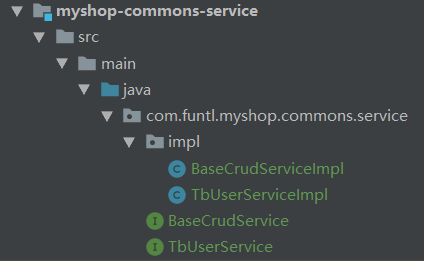 myshop-commons-service
src
main
java
com.funtl.myshop.commons.service
impl
C BaseCrudServiceImpl
C TbUserServiceImpl
I BaseCrudService
I TbUserService